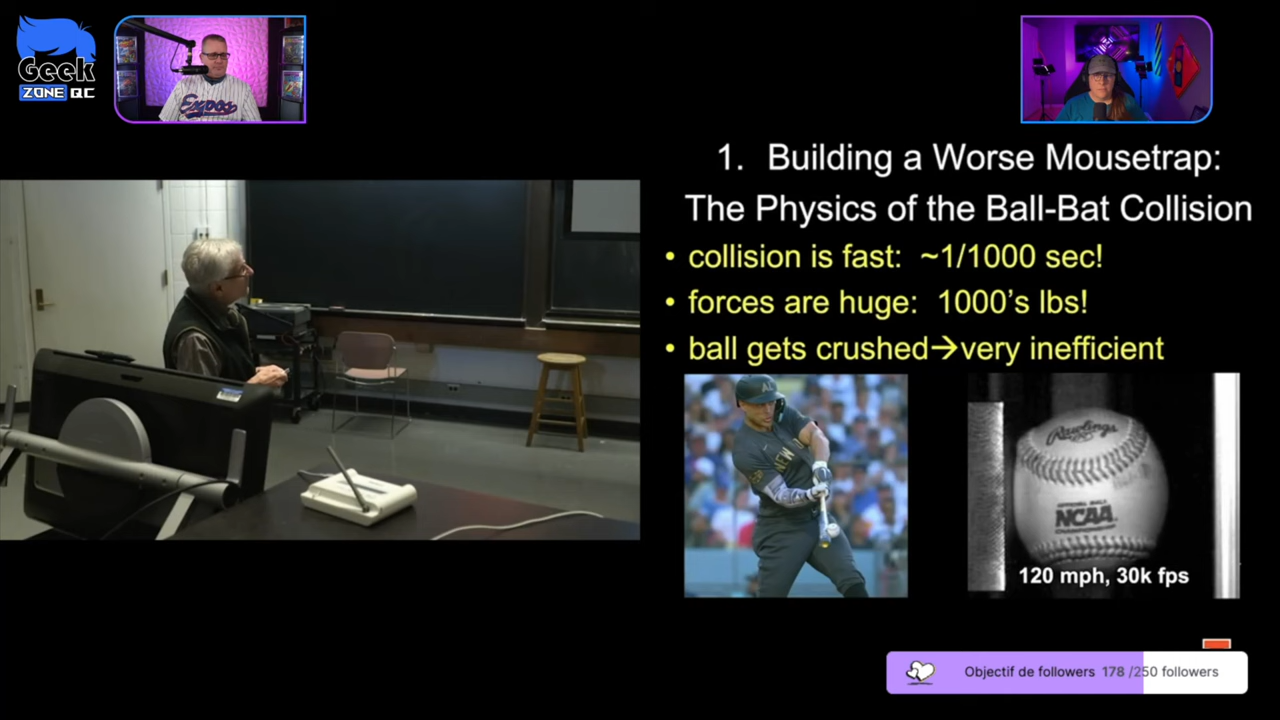 Geek
ZONE QC
Expos
1. Building a Worse Mousetrap:
The Physics of the Ball-Bat Collision
• collision is fast: ~1/1000 sec!
• forces are huge: 1000's lbs!
• ball gets crushed→very inefficient
NEW
Rawlings
NCAA
120 mph, 30k fps
Objectif de followers 178 /250 followers